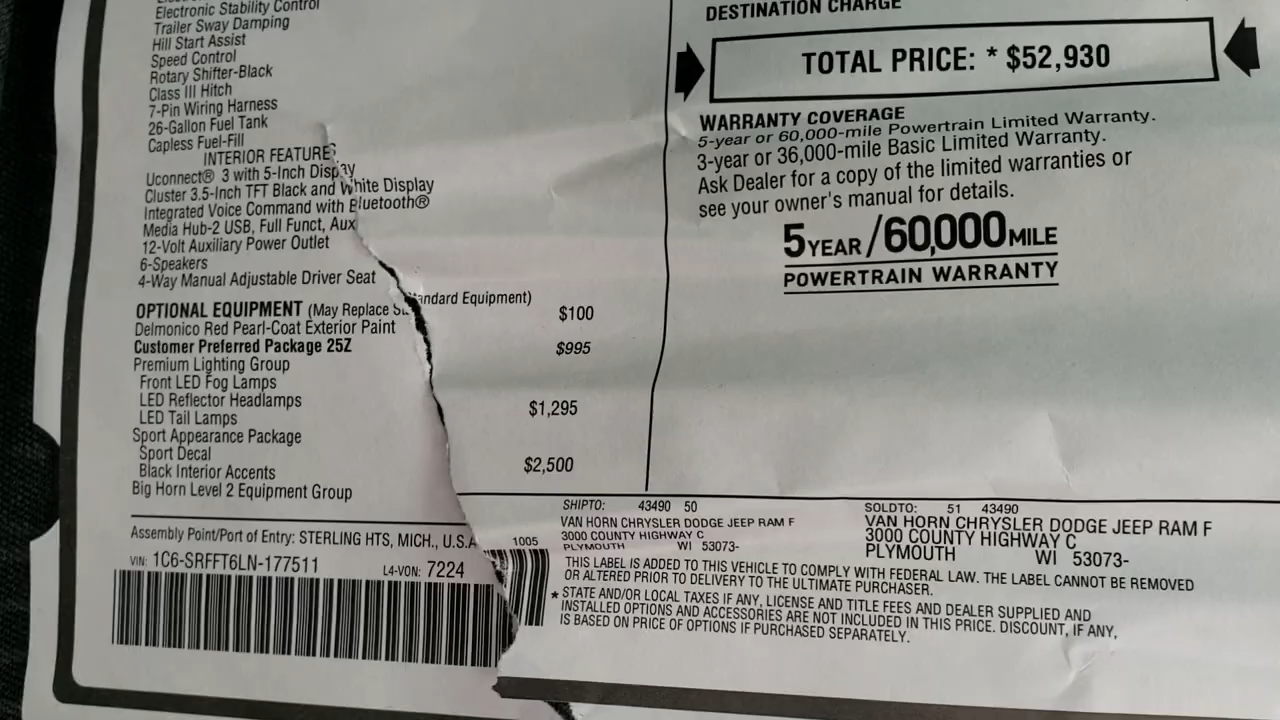 Electronic Stability Control
Trailer Sway Damping
Hill Start Assist
Speed Control
Rotary Shifter-Black
Class III Hitch
7-Pin Wiring Harness
26-Gallon Fuel Tank
Capless Fuel-Fill
INTERIOR FEATURES
Uconnect® 3 with 5-Inch Display
Cluster 3.5-Inch TFT Black and White Display
Integrated Voice Command with Bluetooth®
Media Hub-2 USB, Full Funct, Aux
12-Volt Auxiliary Power Outlet
6-Speakers
4-Way Manual Adjustable Driver Seat
OPTIONAL EQUIPMENT (May Replace Standard Equipment)
Delmonico Red Pearl-Coat Exterior Paint $100
Customer Preferred Package 25Z
Premium Lighting Group $995
Front LED Fog Lamps
LED Reflector Headlamps
LED Tail Lamps
Sport Appearance Package $1,295
Sport Decal
Black Interior Accents
Big Horn Level 2 Equipment Group $2,500
Assembly Point/Port of Entry: STERLING HTS, MICH., U.S.A
VIN: 1C6-SRFFT6LN-177511 L4-VON: 7224
1005
DESTINATION CHARGE
TOTAL PRICE: * $52,930
WARRANTY COVERAGE
5-year or 60,000-mile Powertrain Limited Warranty.
3-year or 36,000-mile Basic Limited Warranty.
Ask Dealer for a copy of the limited warranties or
see your owner's manual for details.
5 YEAR/60,000 MILE
POWERTRAIN WARRANTY
SHIPTO: 43490 50
VAN HORN CHRYSLER DODGE JEEP RAM F
3000 COUNTY HIGHWAY C
PLYMOUTH WI 53073-
SOLDTO: 51 43490
VAN HORN CHRYSLER DODGE JEEP RAM F
3000 COUNTY HIGHWAY C
PLYMOUTH WI 53073-
THIS LABEL IS ADDED TO THIS VEHICLE TO COMPLY WITH FEDERAL LAW. THE LABEL CANNOT BE REMOVED
OR ALTERED PRIOR TO DELIVERY TO THE ULTIMATE PURCHASER.
* STATE AND/OR LOCAL TAXES IF ANY, LICENSE AND TITLE FEES AND DEALER SUPPLIED AND
INSTALLED OPTIONS AND ACCESSORIES ARE NOT INCLUDED IN THIS PRICE. DISCOUNT, IF ANY,
IS BASED ON PRICE OF OPTIONS IF PURCHASED SEPARATELY.